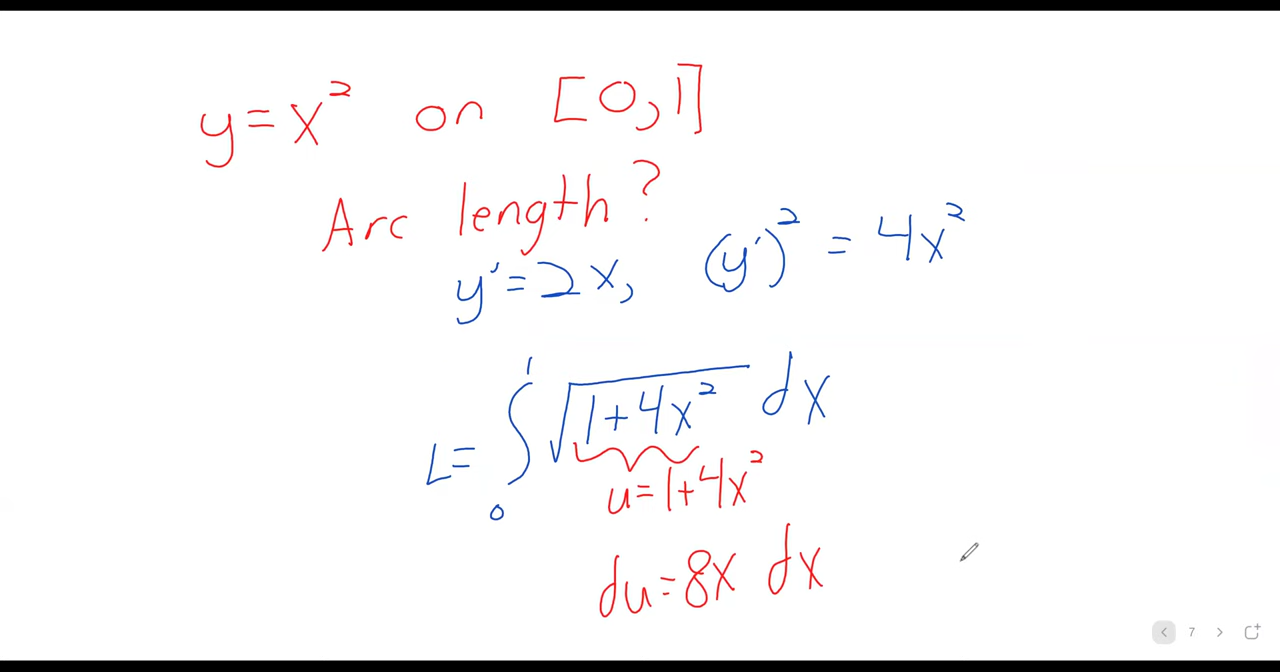 y=x² on [0,1]
Arc length?
y'=2x, (y')² = 4x²
L= ∫₀¹ √(1+4x²) dx
u=1+4x²
du=8x dx
7